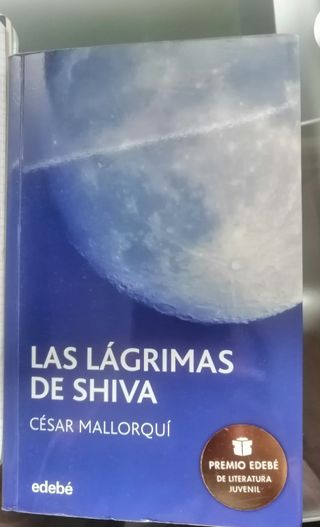 LAS LÁGRIMAS
DE SHIVA
CÉSAR MALLORQUÍ
PREMIO EDEBÉ
DE LITERATURA
JUVENIL
edebé